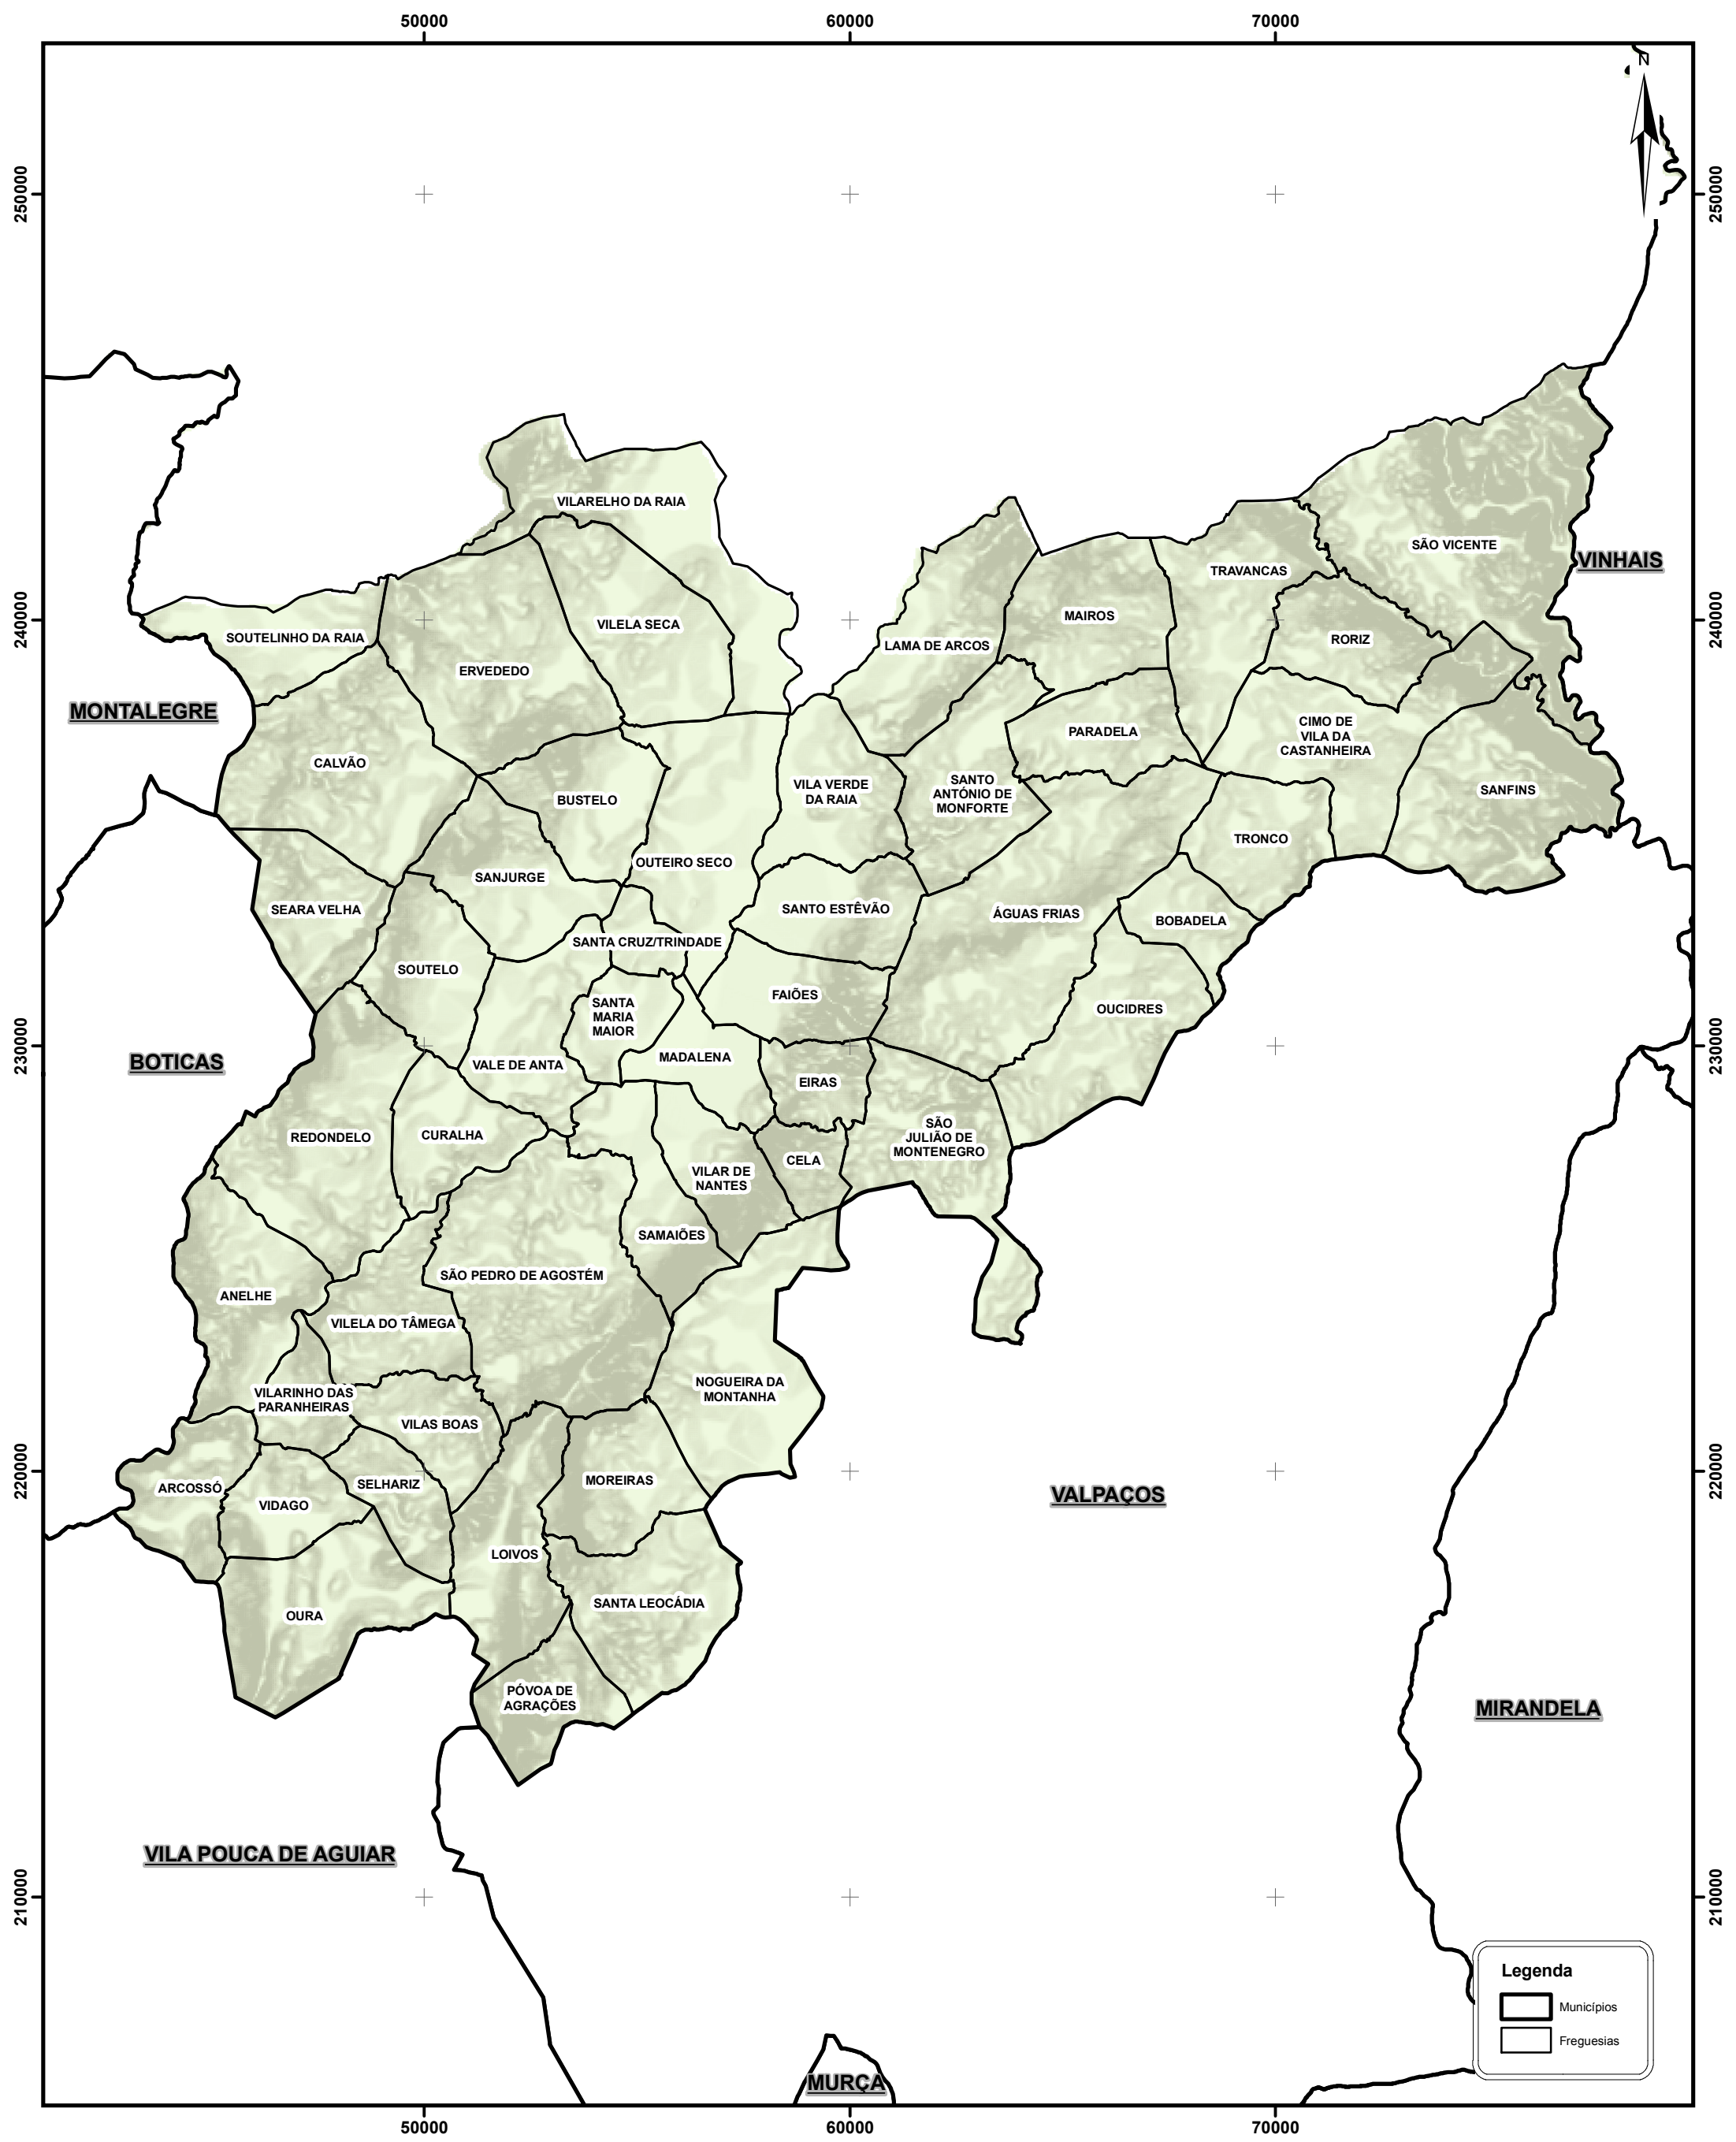 50000
60000
70000
N
250000
250000
VILARELHO DA RAIA
SÃO VICENTE
VINHAIS
TRAVANCAS
MAIROS
240000
240000
VILELA SECA
SOUTELINHO DA RAIA
RORIZ
LAMA DE ARCOS
ERVEDEDO
MONTALEGRE
PARADELA
CIMO DE
VILA DA
CASTANHEIRA
CALVÃO
VILA VERDE
DA RAIA
SANTO
ANTÓNIO DE
MONFORTE
SANFINS
BUSTELO
TRONCO
OUTEIRO SECO
SANJURGE
SEARA VELHA
SANTO ESTÊVÃO
ÁGUAS FRIAS
BOBADELA
SANTA CRUZ/TRINDADE
SOUTELO
FAIÕES
SANTA
MARIA
MAIOR
OUCIDRES
230000
230000
BOTICAS
VALE DE ANTA
MADALENA
EIRAS
REDONDELO
CURALHA
SÃO
JULIÃO DE
MONTENEGRO
CELA
VILAR DE
NANTES
SAMAIÕES
SÃO PEDRO DE AGOSTÉM
ANELHE
VILELA DO TÂMEGA
NOGUEIRA DA
MONTANHA
VILARINHO DAS
PARANHEIRAS
VILAS BOAS
220000
220000
ARCOSSÓ
SELHARIZ
MOREIRAS
VIDAGO
VALPAÇOS
LOIVOS
OURA
SANTA LEOCÁDIA
PÓVOA DE
AGRAÇÕES
MIRANDELA
VILA POUCA DE AGUIAR
210000
210000
Legenda
Municípios
Freguesias
MURÇA
50000
60000
70000